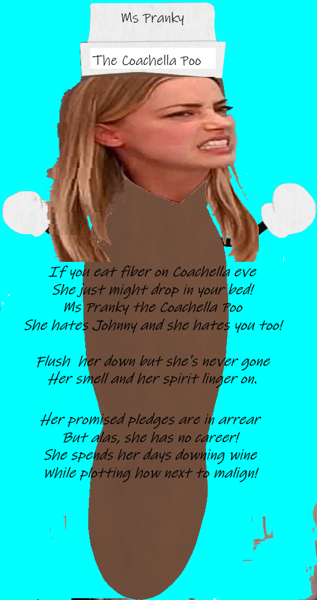 Ms Pranky
The Coachella Poo
If you eat fiber on Coachella eve
She just might drop in your bed!
Ms Pranky the Coachella Poo
She hates Johnny and she hates you too!
Flush her down but she's never gone
Her smell and her spirit linger on.
Her promised pledges are in arrear
But alas, she has no career!
She spends her days downing wine
While plotting how next to malign!